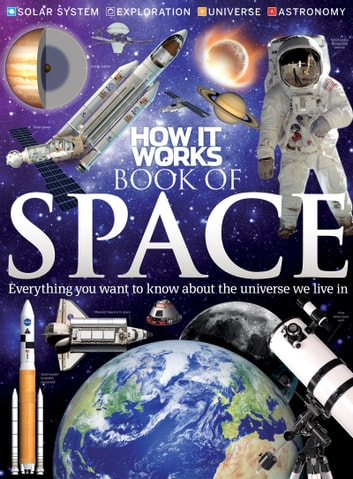 SOLAR SYSTEM EXPLORATION UNIVERSE ASTRONOMY
HOW IT
WORKS
BOOK OF
SPACE
Everything you want to know about the universe we live in